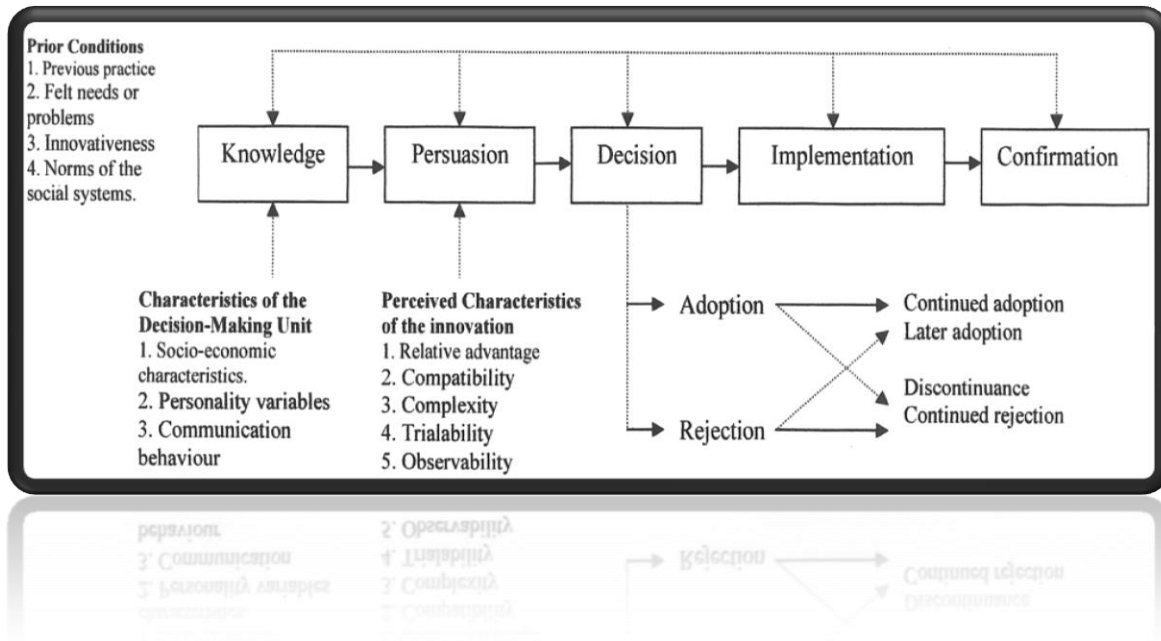 Prior Conditions
1. Previous practice
2. Felt needs or
problems
3. Innovativeness
4. Norms of the
social systems.
Knowledge
Persuasion
Decision
Implementation
Confirmation
Characteristics of the
Decision-Making Unit
1. Socio-economic
characteristics.
2. Personality variables
3. Communication
behaviour
Perceived Characteristics
of the innovation
1. Relative advantage
2. Compatibility
3. Complexity
4. Trialability
5. Observability
Adoption
Rejection
Continued adoption
Later adoption
Discontinuance
Continued rejection